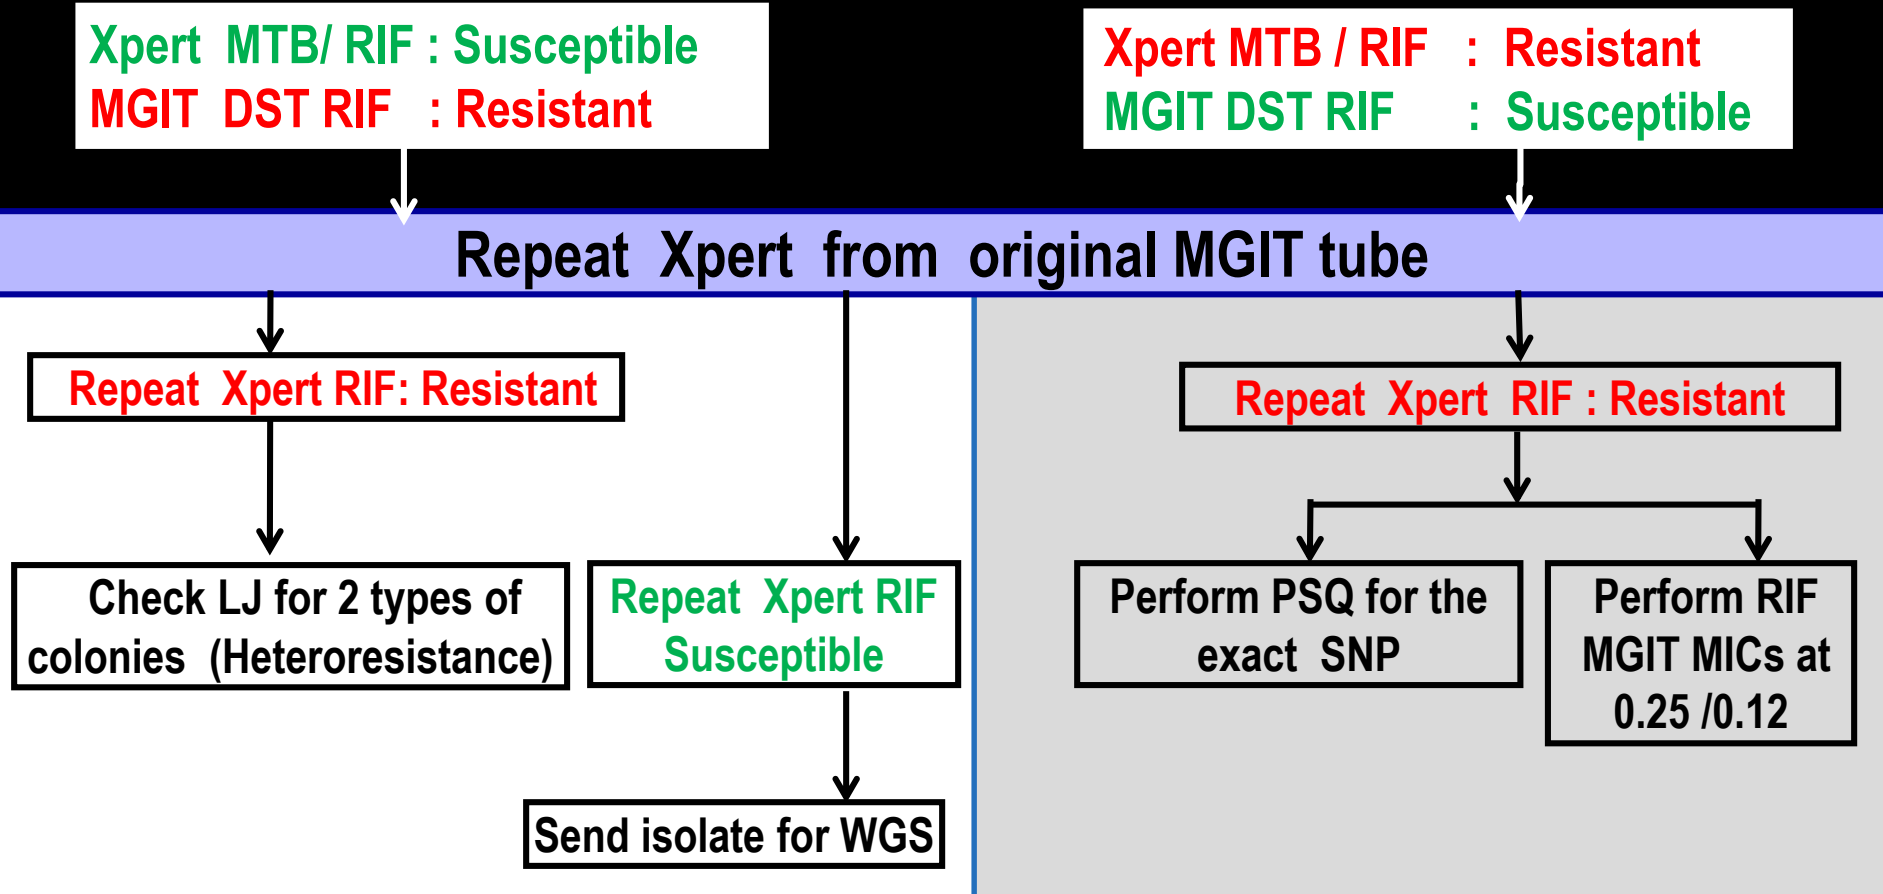 Xpert MTB/ RIF : Susceptible
MGIT DST RIF : Resistant
Xpert MTB / RIF : Resistant
MGIT DST RIF : Susceptible
Repeat Xpert from original MGIT tube
Repeat Xpert RIF: Resistant
Check LJ for 2 types of
colonies (Heteroresistance)
Repeat Xpert RIF
Susceptible
Send isolate for WGS
Repeat Xpert RIF : Resistant
Perform PSQ for the
exact SNP
Perform RIF
MGIT MICs at
0.25 /0.12